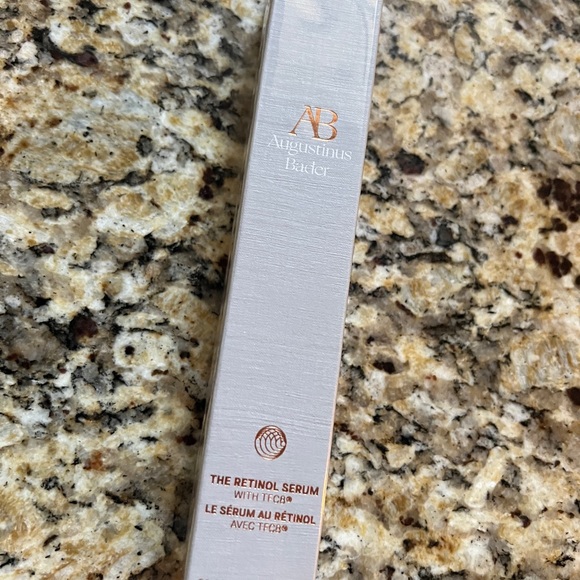 AB
Augustinus
Bader
THE RETINOL SERUM
WITH TFC8®
LE SÉRUM AU RÉTINOL
AVEC TFC8®